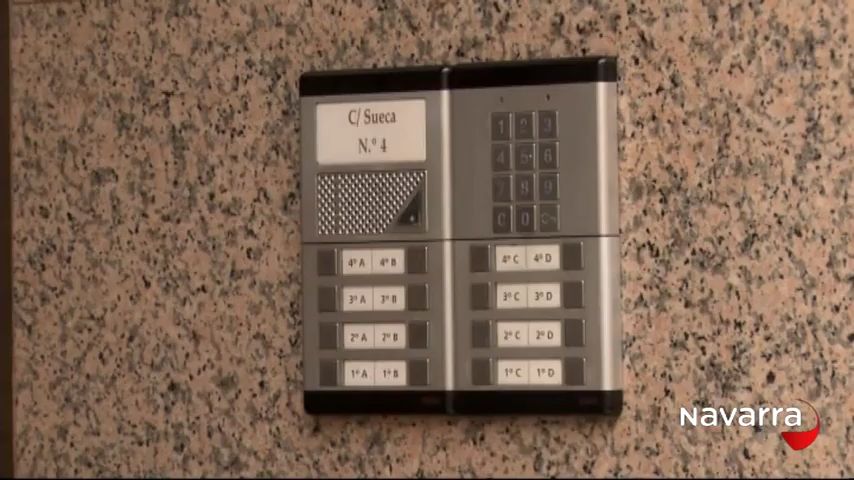 C/ Sueca
N.º 4
1 2 3
4 5 6
7 8 9
C 0
4º A 4º B
3º A 3º B
2º A 2º B
1º A 1º B
4º C 4º D
3º C 3º D
2º C 2º D
1º C 1º D
Navarra